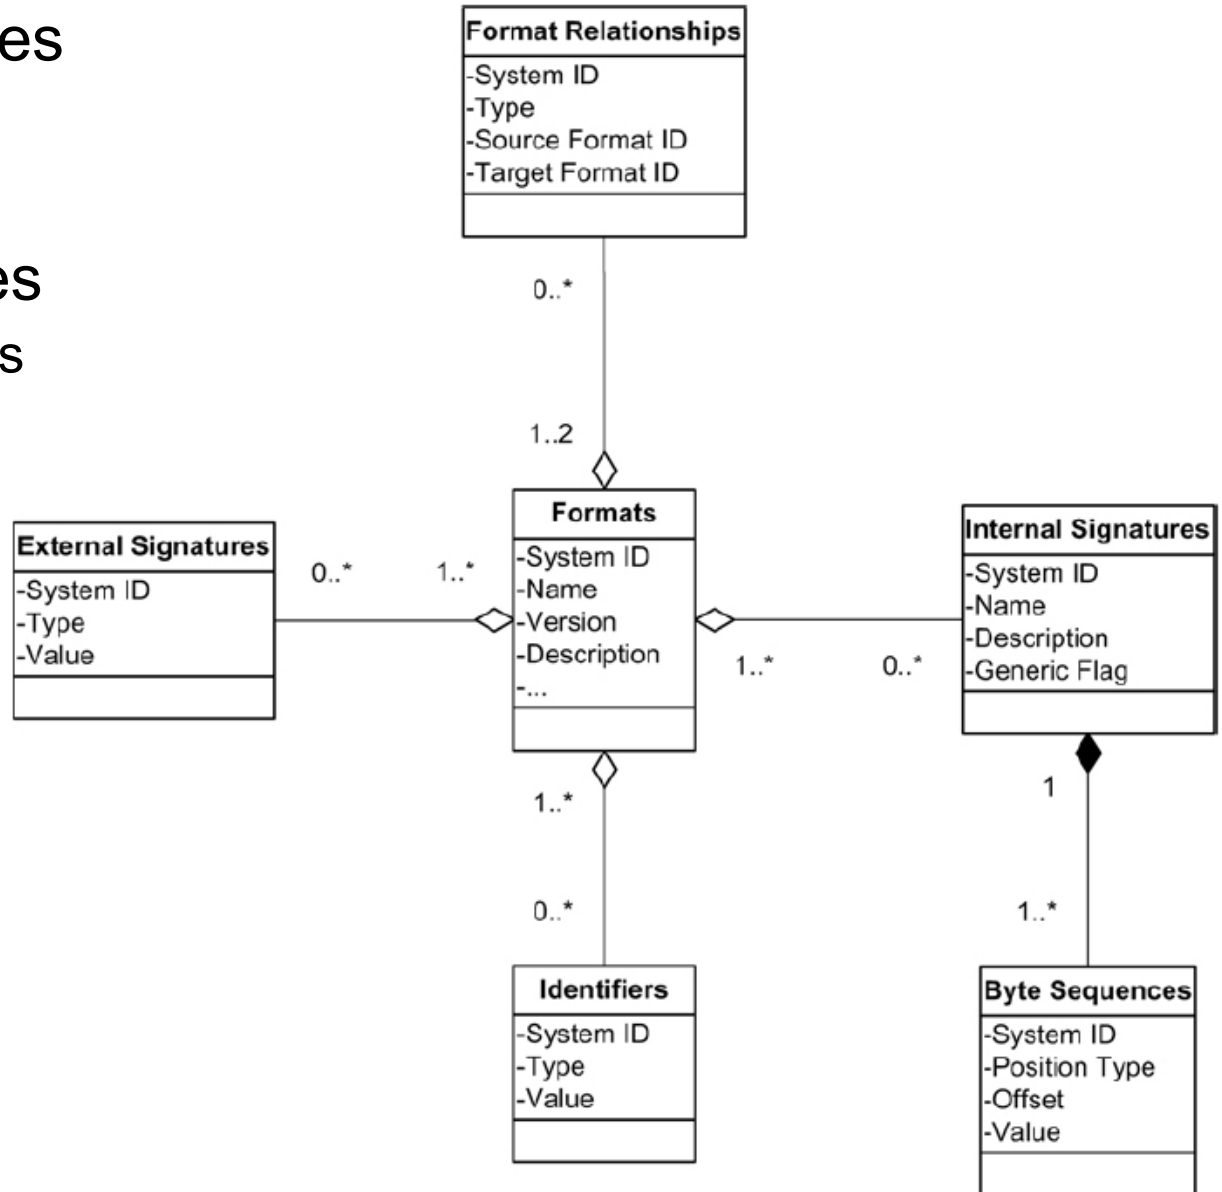 es
es
s
Format Relationships
-System ID
-Type
-Source Format ID
-Target Format ID
0..*
1..2
External Signatures
-System ID
-Type
-Value
0..*
1..*
Formats
-System ID
-Name
-Version
-Description
-...
1..*
0..*
Internal Signatures
-System ID
-Name
-Description
-Generic Flag
1..*
0..*
1
1..*
Identifiers
-System ID
-Type
-Value
Byte Sequences
-System ID
-Position Type
-Offset
-Value